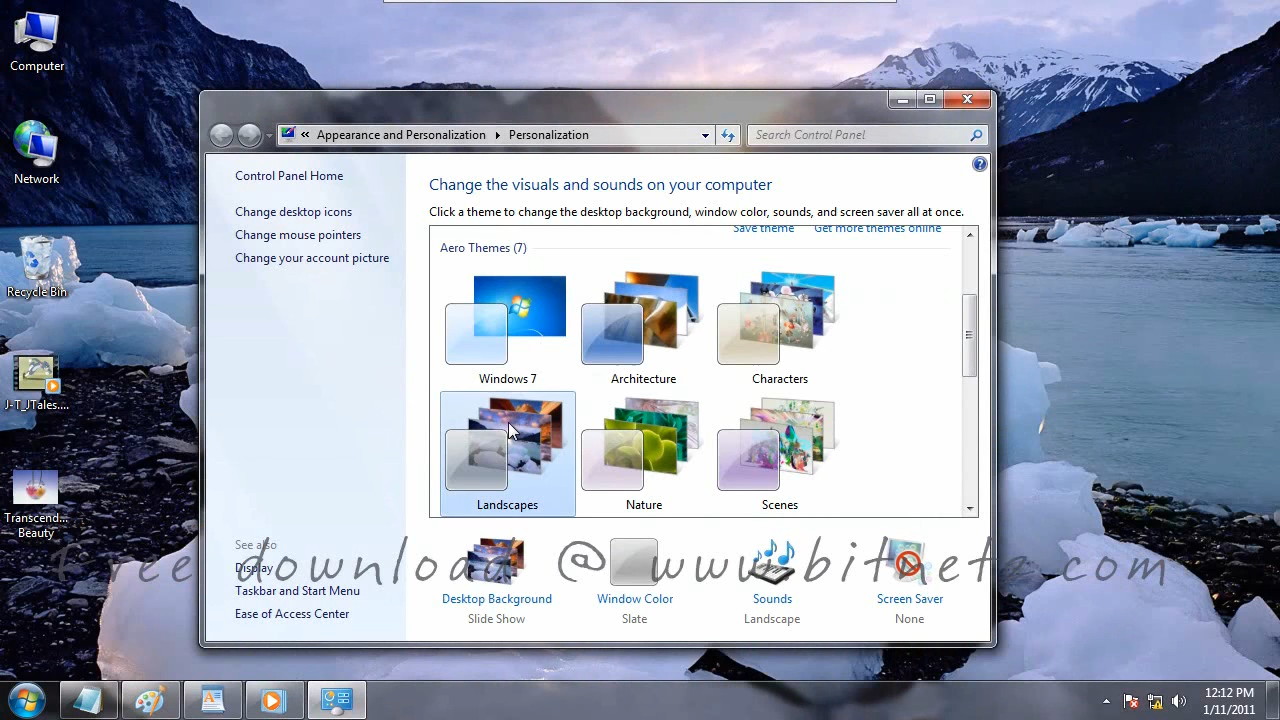 Computer
Network
Recycle Bin
J-T_JTales....
Transcend...
Beauty
« Appearance and Personalization Personalization
Search Control Panel
Control Panel Home
Change desktop icons
Change mouse pointers
Change your account picture
See also
Display
Taskbar and Start Menu
Ease of Access Center
Change the visuals and sounds on your computer
Click a theme to change the desktop background, window color, sounds, and screen saver all at once.
Save theme Get more themes online
Aero Themes (7)
Windows 7 Architecture Characters
Landscapes Nature Scenes
Desktop Background Window Color Sounds Screen Saver
Slide Show Slate Landscape None
Free download @ www.bitnetz.com
12:12 PM
1/11/2011